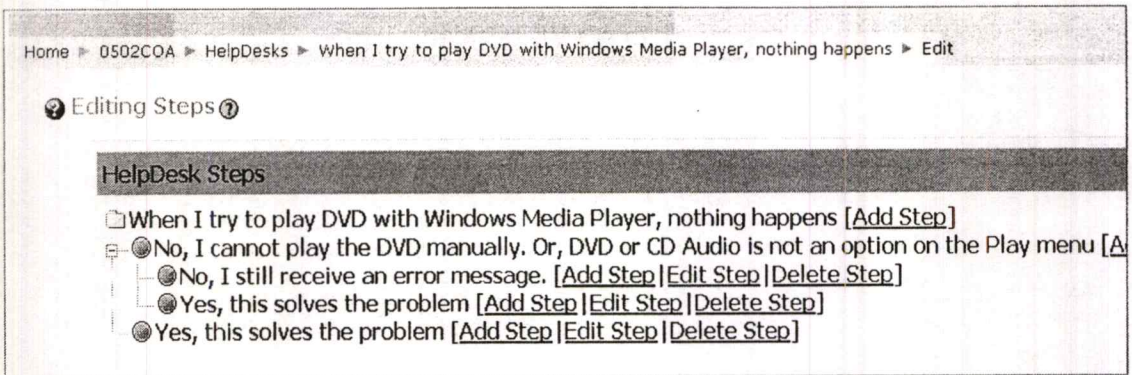 Home ▶ 0502COA ▶ HelpDesks ▶ When I try to play DVD with Windows Media Player, nothing happens ▶ Edit
Editing Steps
HelpDesk Steps
When I try to play DVD with Windows Media Player, nothing happens [Add Step]
No, I cannot play the DVD manually. Or, DVD or CD Audio is not an option on the Play menu [A
No, I still receive an error message. [Add Step|Edit Step|Delete Step]
Yes, this solves the problem [Add Step|Edit Step|Delete Step]
Yes, this solves the problem [Add Step|Edit Step|Delete Step]